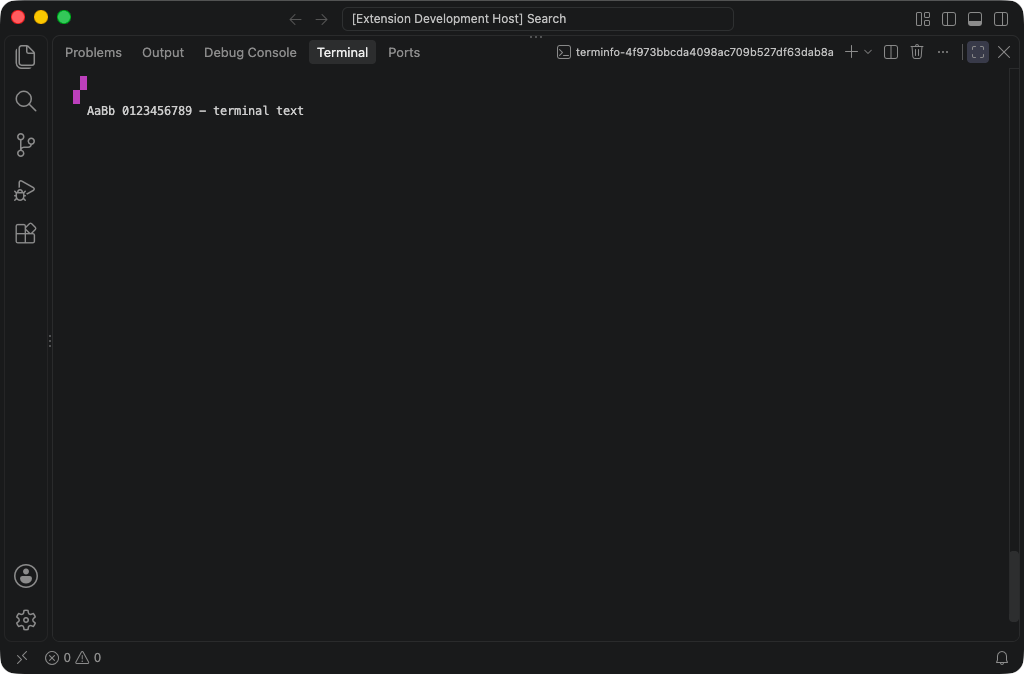 [Extension Development Host] Search
Problems Output Debug Console Terminal Ports terminfo-4f973bbcda4098ac709b527df63dab8a
AaBb 0123456789 – terminal text
0 0